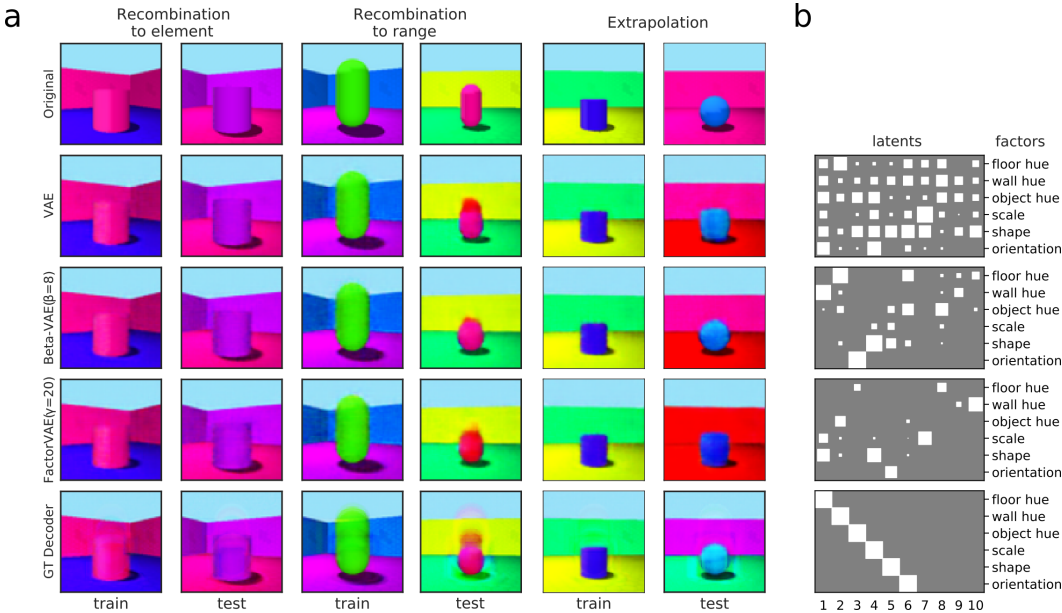 a
b
Recombination
to element
Recombination
to range
Extrapolation
Original
VAE
Beta-VAE(β=8)
FactorVAE(γ=20)
GT Decoder
train
test
train
test
train
test
latents
factors
floor hue
wall hue
object hue
scale
shape
orientation
floor hue
wall hue
object hue
scale
shape
orientation
floor hue
wall hue
object hue
scale
shape
orientation
floor hue
wall hue
object hue
scale
shape
orientation
1 2 3 4 5 6 7 8 9 10